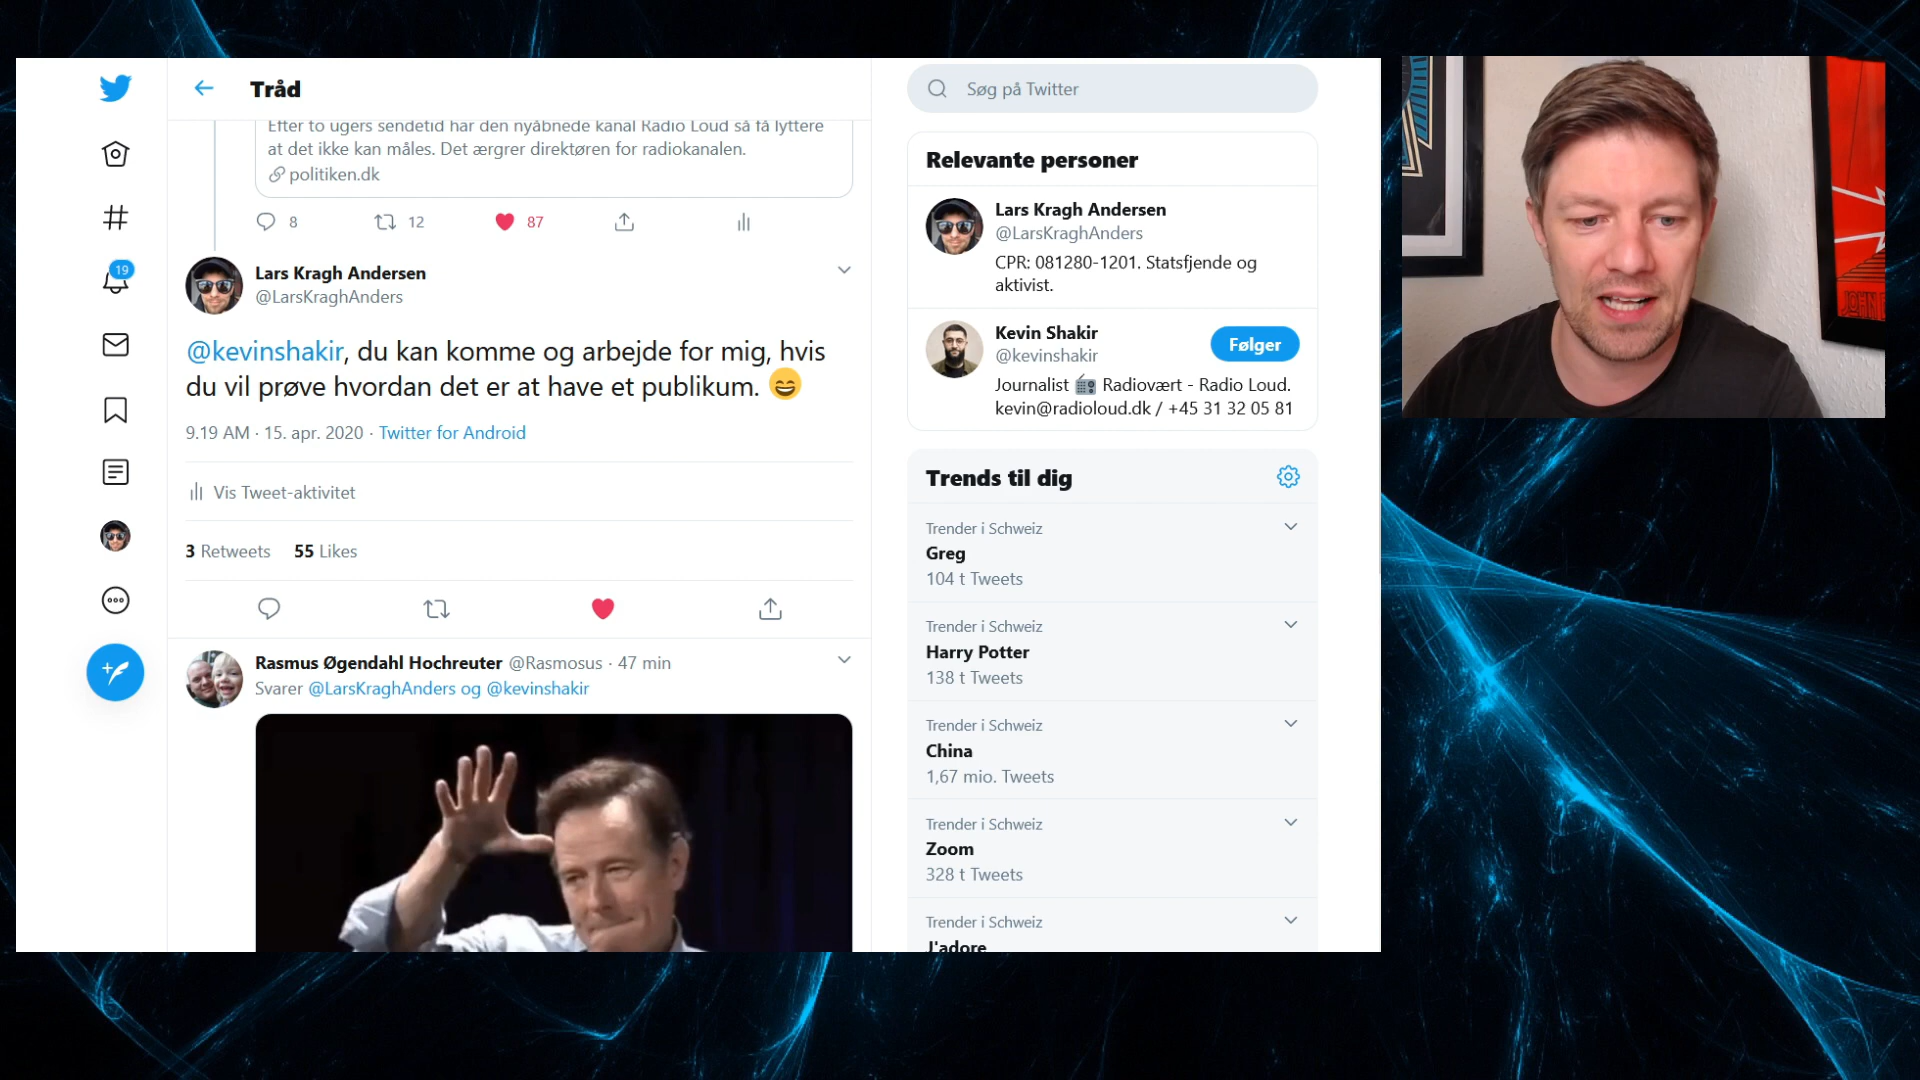 Tråd
Efter to ugers sendetid har den nyåbnede kanal Radio Loud så få lyttere
at det ikke kan måles. Det ærgrer direktøren for radiokanalen.
politiken.dk
8 12 87
19
Lars Kragh Andersen
@LarsKraghAnders
@kevinshakir, du kan komme og arbejde for mig, hvis
du vil prøve hvordan det er at have et publikum. 😄
9.19 AM · 15. apr. 2020 · Twitter for Android
Vis Tweet-aktivitet
3 Retweets 55 Likes
Rasmus Øgendahl Hochreuter @Rasmosus · 47 min
Svarer @LarsKraghAnders og @kevinshakir
Søg på Twitter
Relevante personer
Lars Kragh Andersen
@LarsKraghAnders
CPR: 081280-1201. Statsfjende og
aktivist.
Kevin Shakir
@kevinshakir
Følger
Journalist 📻 Radiovært - Radio Loud.
kevin@radioloud.dk / +45 31 32 05 81
Trends til dig
Trender i Schweiz
Greg
104 t Tweets
Trender i Schweiz
Harry Potter
138 t Tweets
Trender i Schweiz
China
1,67 mio. Tweets
Trender i Schweiz
Zoom
328 t Tweets
Trender i Schweiz
J'adore
JOHN